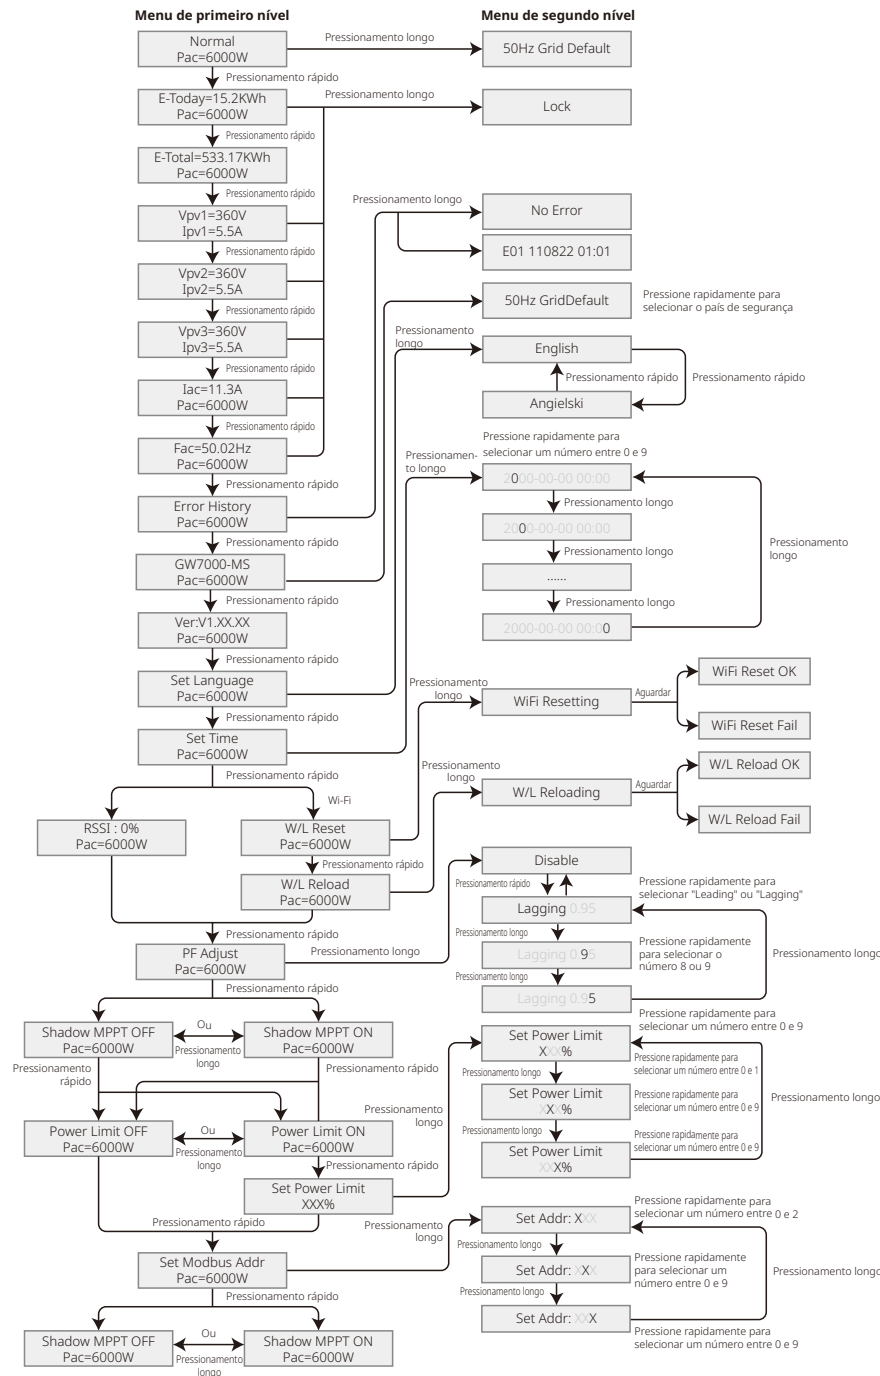 Menu de primeiro nível
Menu de segundo nível
Normal
Pac=6000W
Pressionamento longo
50Hz Grid Default
Pressionamento rápido
E-Today=15.2KWh
Pac=6000W
Pressionamento longo
Lock
Pressionamento rápido
E-Total=533.17KWh
Pac=6000W
Pressionamento rápido
Vpv1=360V
Ipv1=5.5A
Pressionamento longo
No Error
Pressionamento rápido
E01 110822 01:01
Vpv2=360V
Ipv2=5.5A
50Hz GridDefault
Pressione rapidamente para
selecionar o país de segurança
Pressionamento rápido
Vpv3=360V
Ipv3=5.5A
Pressionamento
longo
English
Pressionamento rápido
Pressionamento rápido
Pressionamento rápido
Angielski
Iac=11.3A
Pac=6000W
Pressionamento rápido
Pressione rapidamente para
selecionar um número entre 0 e 9
Fac=50.02Hz
Pac=6000W
Pressionamen-
to longo
2000-00-00 00:00
Pressionamento rápido
Pressionamento longo
Error History
Pac=6000W
2000-00-00 00:00
Pressionamento rápido
Pressionamento longo
Pressionamento
longo
GW7000-MS
Pac=6000W
......
Pressionamento rápido
Pressionamento longo
Ver:V1.XX.XX
Pac=6000W
2000-00-00 00:00
Pressionamento rápido
Set Language
Pac=6000W
Pressionamento
longo
WiFi Resetting
Aguardar
WiFi Reset OK
WiFi Reset Fail
Pressionamento rápido
Set Time
Pac=6000W
Pressionamento rápido
Pressionamento
longo
W/L Reloading
Aguardar
W/L Reload OK
W/L Reload Fail
Wi-Fi
RSSI : 0%
Pac=6000W
W/L Reset
Pac=6000W
Pressionamento rápido
W/L Reload
Pac=6000W
Disable
Pressionamento rápido
Pressione rapidamente para
selecionar "Leading" ou "Lagging"
Lagging 0.95
Pressionamento rápido
Pressionamento longo
PF Adjust
Pac=6000W
Pressionamento longo
Lagging 0.95
Pressione rapidamente
para selecionar o
número 8 ou 9
Pressionamento longo
Pressionamento longo
Pressionamento rápido
Lagging 0.95
Pressione rapidamente para
selecionar um número entre 0 e 9
Shadow MPPT OFF
Pac=6000W
Ou
Pressionamento
longo
Shadow MPPT ON
Pac=6000W
Set Power Limit
XXX%
Pressione rapidamente para
selecionar um número entre 0 e 1
Pressionamento
rápido
Pressionamento rápido
Pressionamento longo
Set Power Limit
XXX%
Pressione rapidamente para
selecionar um número entre 0 e 9
Pressionamento longo
Pressionamento
longo
Power Limit OFF
Pac=6000W
Ou
Pressionamento
longo
Power Limit ON
Pac=6000W
Pressionamento longo
Pressione rapidamente para
selecionar um número entre 0 e 9
Set Power Limit
XXX%
Pressionamento rápido
Set Power Limit
XXX%
Pressionamento rápido
Pressionamento
longo
Set Addr: XXX
Pressione rapidamente para
selecionar um número entre 0 e 2
Pressionamento longo
Set Modbus Addr
Pac=6000W
Set Addr: XXX
Pressione rapidamente
para selecionar um
número entre 0 e 9
Pressionamento longo
Pressionamento rápido
Pressionamento longo
Set Addr: XXX
Pressione rapidamente para
selecionar um número entre 0 e 9
Shadow MPPT OFF
Pac=6000W
Ou
Pressionamento
longo
Shadow MPPT ON
Pac=6000W